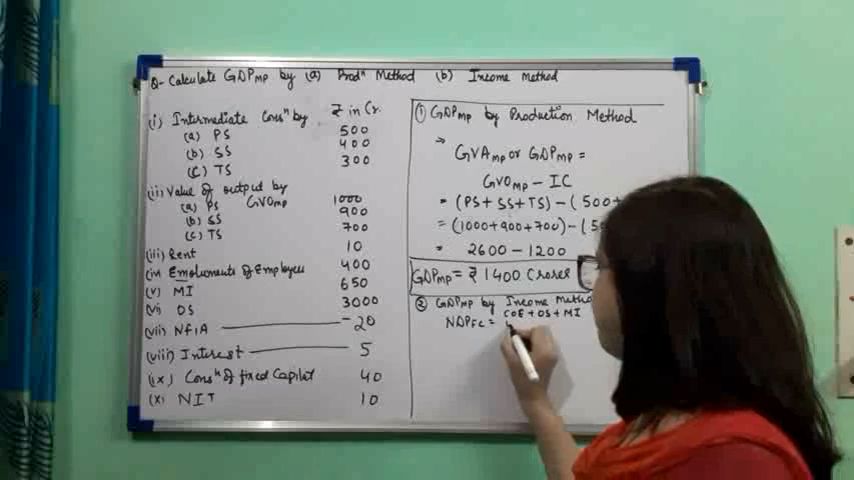 Q- Calculate GDPMP by (a) Prodⁿ Method (b) Income Method
₹ in Cr.
(i) Intermediate Consⁿ by
(a) PS 500
(b) SS 400
(c) TS 300
(ii) Value of output by
(a) PS GVOMP 1000
(b) SS 900
(c) TS 700
(iii) Rent 10
(iv Emoluments of Employees 400
(v) MI 650
(vi) OS 3000
(vii) NFIA -20
(viii) Interest 5
(ix) Consⁿ of fixed Capital 40
(x) NIT 10
① GDPMP by Production Method
⇒ GVAMP or GDPMP =
GVOMP - IC
= (PS + SS + TS) - (500+
= (1000 + 900 + 700) - (50
= 2600 - 1200
GDPMP = ₹ 1400 Crores
② GDPMP by Income Metho
NDPFC = COE + OS + MI